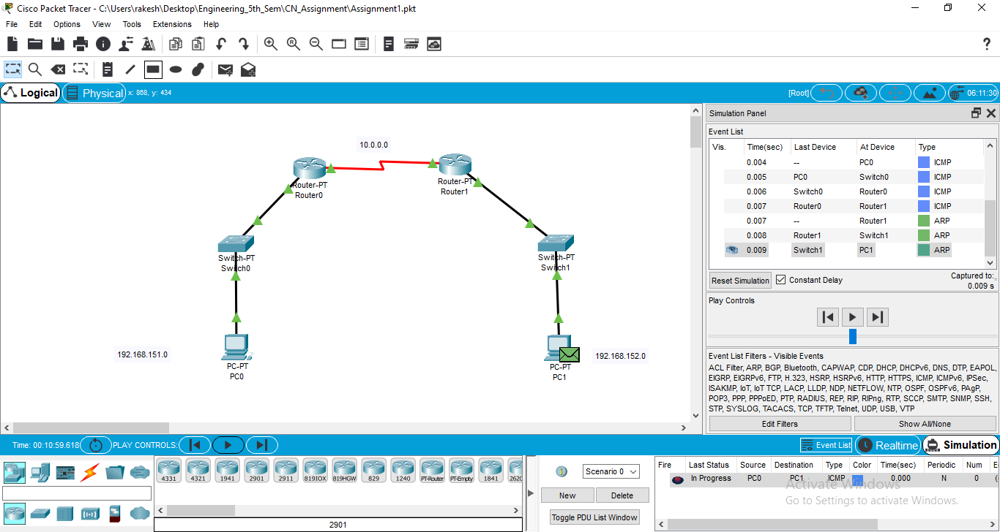 Cisco Packet Tracer - C:\Users\rakesh\Desktop\Engineering_5th_Sem\CN_Assignment\Assignment1.pkt
File Edit Options View Tools Extensions Help
Logical Physical x: 868, y: 434 [Root] 06:11:30
10.0.0.0
Router-PT
Router0
Router-PT
Router1
Switch-PT
Switch0
Switch-PT
Switch1
192.168.151.0
PC-PT
PC0
192.168.152.0
PC-PT
PC1
Simulation Panel
Event List
Vis. Time(sec) Last Device At Device Type
0.004 -- PC0 ICMP
0.005 PC0 Switch0 ICMP
0.006 Switch0 Router0 ICMP
0.007 Router0 Router1 ICMP
0.007 -- Router1 ARP
0.008 Router1 Switch1 ARP
0.009 Switch1 PC1 ARP
Reset Simulation Constant Delay Captured to:
0.009 s
Play Controls
Event List Filters - Visible Events
ACL Filter, ARP, BGP, Bluetooth, CAPWAP, CDP, DHCP, DHCPv6, DNS, DTP, EAPOL,
EIGRP, EIGRPv6, FTP, H.323, HSRP, HSRPv6, HTTP, HTTPS, ICMP, ICMPv6, IPSec,
ISAKMP, IoT, IoT TCP, LACP, LLDP, NDP, NETFLOW, NTP, OSPF, OSPFv6, PAgP,
POP3, PPP, PPPoED, PTP, RADIUS, REP, RIP, RIPng, RTP, SCCP, SMTP, SNMP, SSH,
STP, SYSLOG, TACACS, TCP, TFTP, Telnet, UDP, USB, VTP
Edit Filters Show All/None
Time: 00:10:59.618 PLAY CONTROLS: Event List Realtime Simulation
4331 4321 1941 2901 2911 819IOX 819HGW 829 1240 PT-Router PT-Empty 1841 2620
2901
Scenario 0
New Delete
Toggle PDU List Window
Fire Last Status Source Destination Type Color Time(sec) Periodic Num
In Progress PC0 PC1 ICMP 0.000 N 0
Activate Windows
Go to Settings to activate Windows.